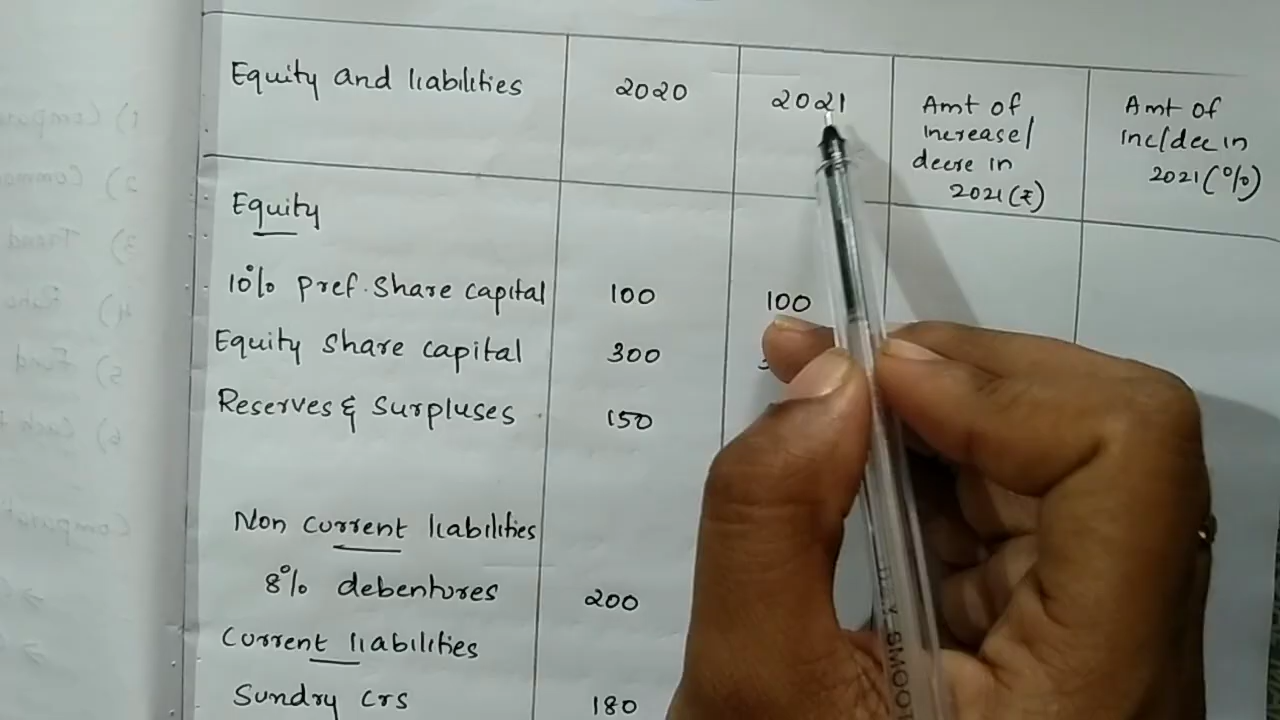 Equity and liabilities 2020 2021 Amt of increase/ decre in 2021 (₹) Amt of inc/dec in 2021 (%)
Equity
10% Pref. Share capital 100 100
Equity Share capital 300
Reserves & Surpluses 150
Non current liabilities
8% debentures 200
Current liabilities
Sundry crs 180